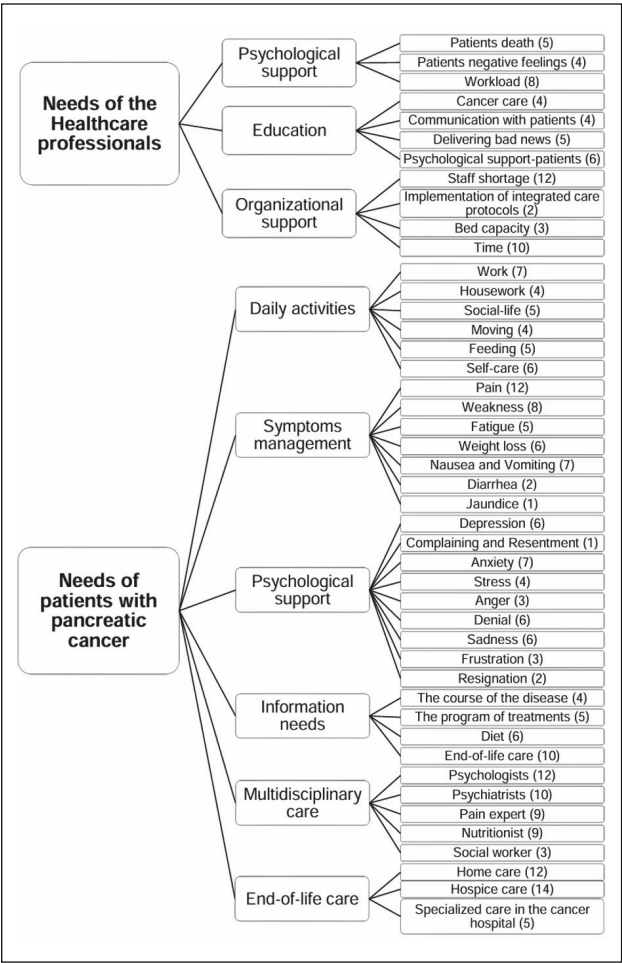 Needs of the
Healthcare
professionals
Psychological
support
Patients death (5)
Patients negative feelings (4)
Workload (8)
Education
Cancer care (4)
Communication with patients (4)
Delivering bad news (5)
Psychological support-patients (6)
Organizational
support
Staff shortage (12)
Implementation of integrated care
protocols (2)
Bed capacity (3)
Time (10)
Needs of
patients with
pancreatic
cancer
Daily activities
Work (7)
Housework (4)
Social-life (5)
Moving (4)
Feeding (5)
Self-care (6)
Symptoms
management
Pain (12)
Weakness (8)
Fatigue (5)
Weight loss (6)
Nausea and Vomiting (7)
Diarrhea (2)
Jaundice (1)
Psychological
support
Depression (6)
Complaining and Resentment (1)
Anxiety (7)
Stress (4)
Anger (3)
Denial (6)
Sadness (6)
Frustration (3)
Resignation (2)
Information
needs
The course of the disease (4)
The program of treatments (5)
Diet (6)
End-of-life care (10)
Multidisciplinary
care
Psychologists (12)
Psychiatrists (10)
Pain expert (9)
Nutritionist (9)
Social worker (3)
End-of-life care
Home care (12)
Hospice care (14)
Specialized care in the cancer
hospital (5)